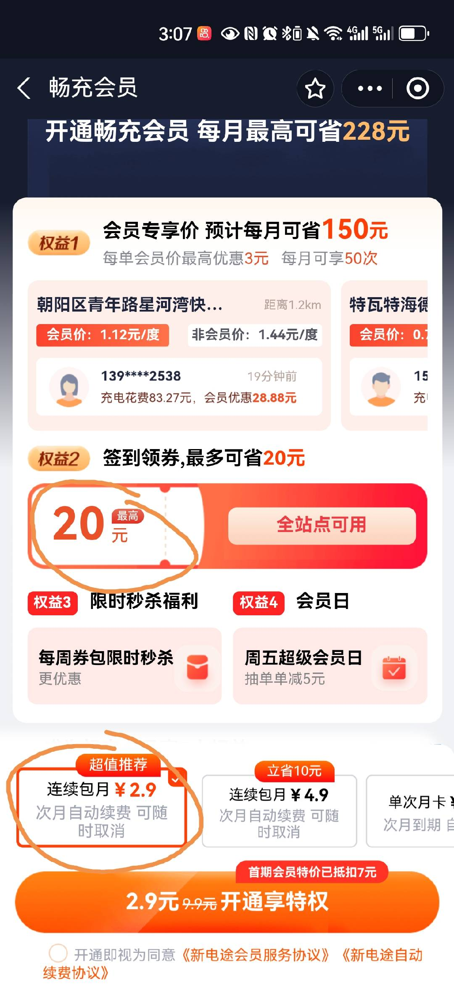 3:07 4G 5G
畅充会员
开通畅充会员 每月最高可省228元
权益1 会员专享价 预计每月可省150元
每单会员价最高优惠3元 每月可享50次
朝阳区青年路星河湾快... 距离1.2km
特瓦特海德
会员价：1.12元/度 非会员价：1.44元/度
会员价：0.7
139****2538 19分钟前
充电花费83.27元，会员优惠28.88元
15
充
权益2 签到领券,最多可省20元
20 最高 元
全站点可用
权益3 限时秒杀福利
权益4 会员日
每周券包限时秒杀
更优惠
周五超级会员日
抽单单减5元
超值推荐
连续包月 ¥2.9
次月自动续费 可随
时取消
立省10元
连续包月 ¥4.9
次月自动续费 可随
时取消
单次月卡 ¥
次月到期 自
首期会员特价已抵扣7元
2.9元 9.9元 开通享特权
开通即视为同意《新电途会员服务协议》《新电途自动
续费协议》